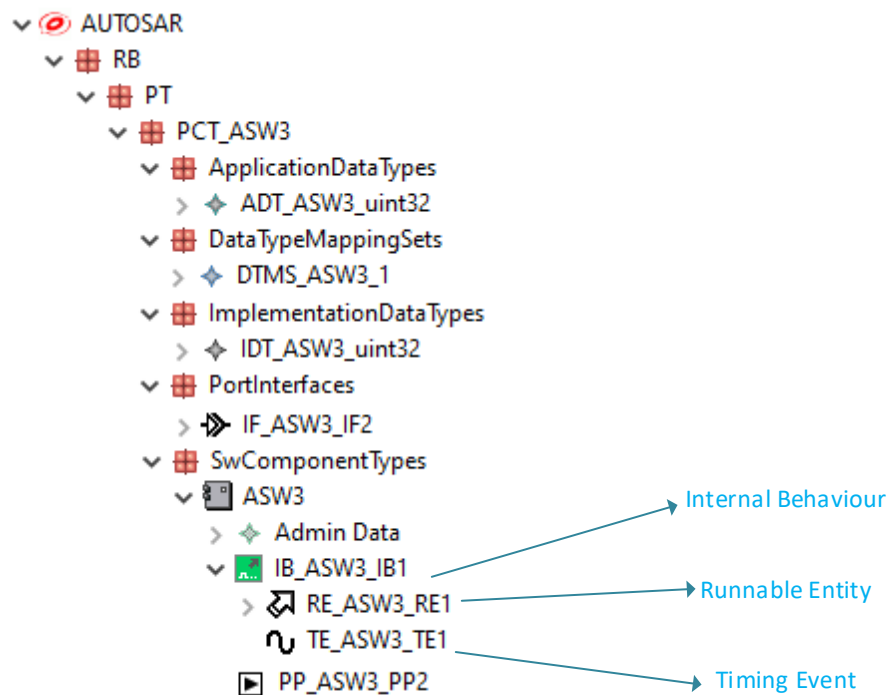 AUTOSAR
RB
PT
PCT_ASW3
ApplicationDataTypes
ADT_ASW3_uint32
DataTypeMappingSets
DTMS_ASW3_1
ImplementationDataTypes
IDT_ASW3_uint32
PortInterfaces
IF_ASW3_IF2
SwComponentTypes
ASW3
Internal Behaviour
Admin Data
IB_ASW3_IB1
Runnable Entity
RE_ASW3_RE1
TE_ASW3_TE1
PP_ASW3_PP2
Timing Event